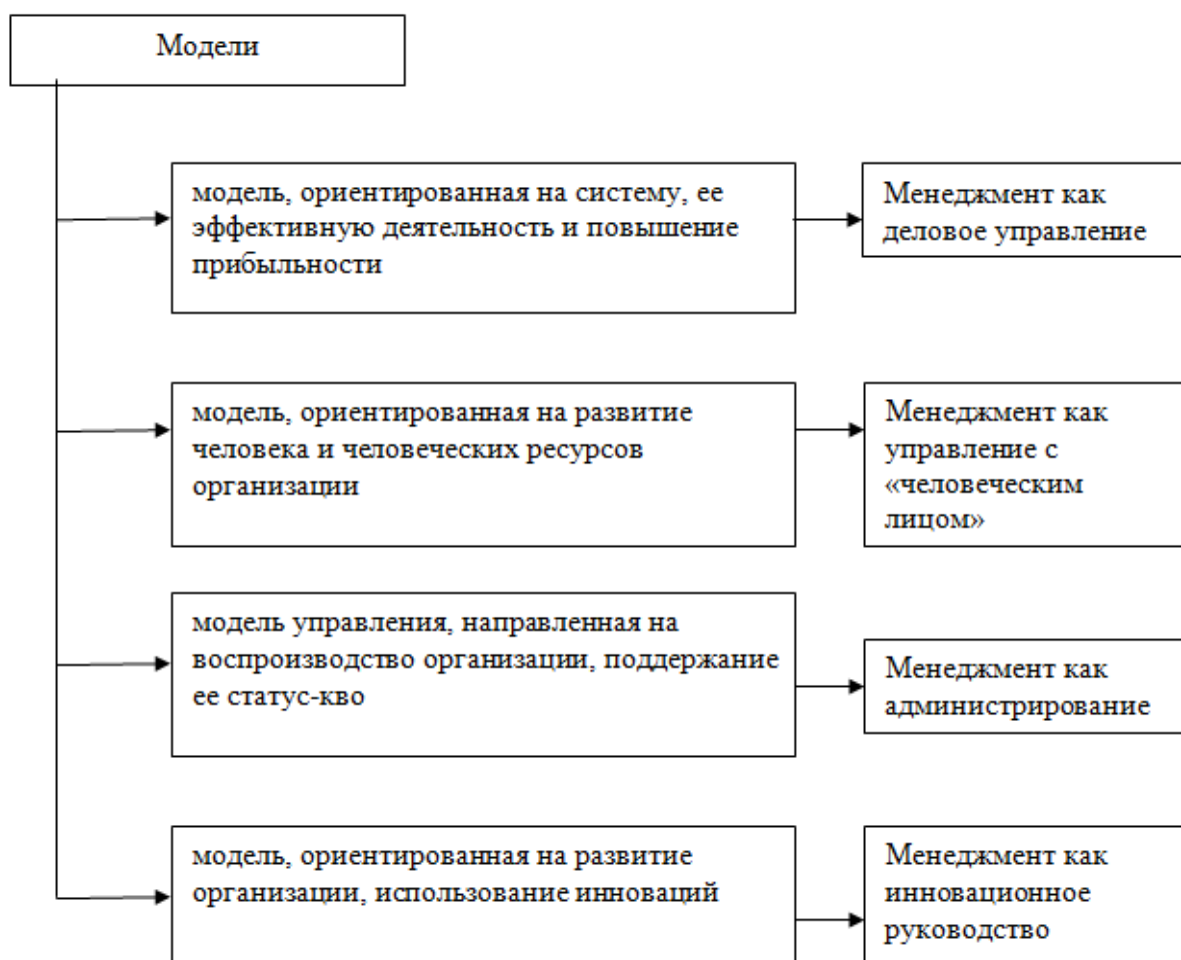 Модели
модель, ориентированная на систему, ее
эффективную деятельность и повышение
прибыльности
Менеджмент как
деловое управление
модель, ориентированная на развитие
человека и человеческих ресурсов
организации
Менеджмент как
управление с
«человеческим
лицом»
модель управления, направленная на
воспроизводство организации, поддержание
ее статус-кво
Менеджмент как
администрирование
модель, ориентированная на развитие
организации, использование инноваций
Менеджмент как
инновационное
руководство